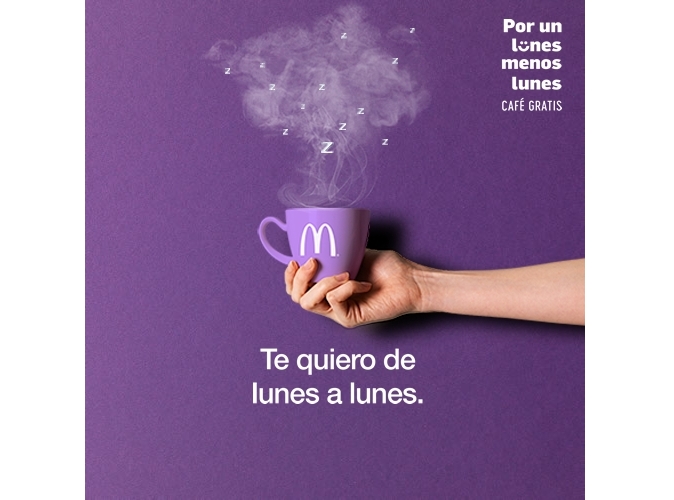 Por un
lunes
menos
lunes
CAFÉ GRATIS
z
z
z
z
z
z
z
z
z
z
z
z
M
Te quiero de
lunes a lunes.